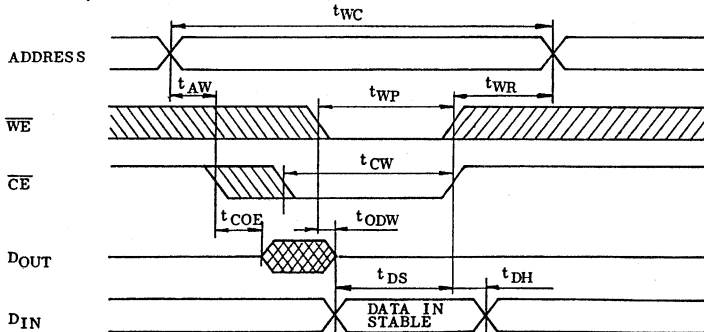 tWC
ADDRESS
tAW
tWP
tWR
WE
tCW
CE
tCOE
tODW
DOUT
tDS
tDH
DIN
DATA IN
STABLE